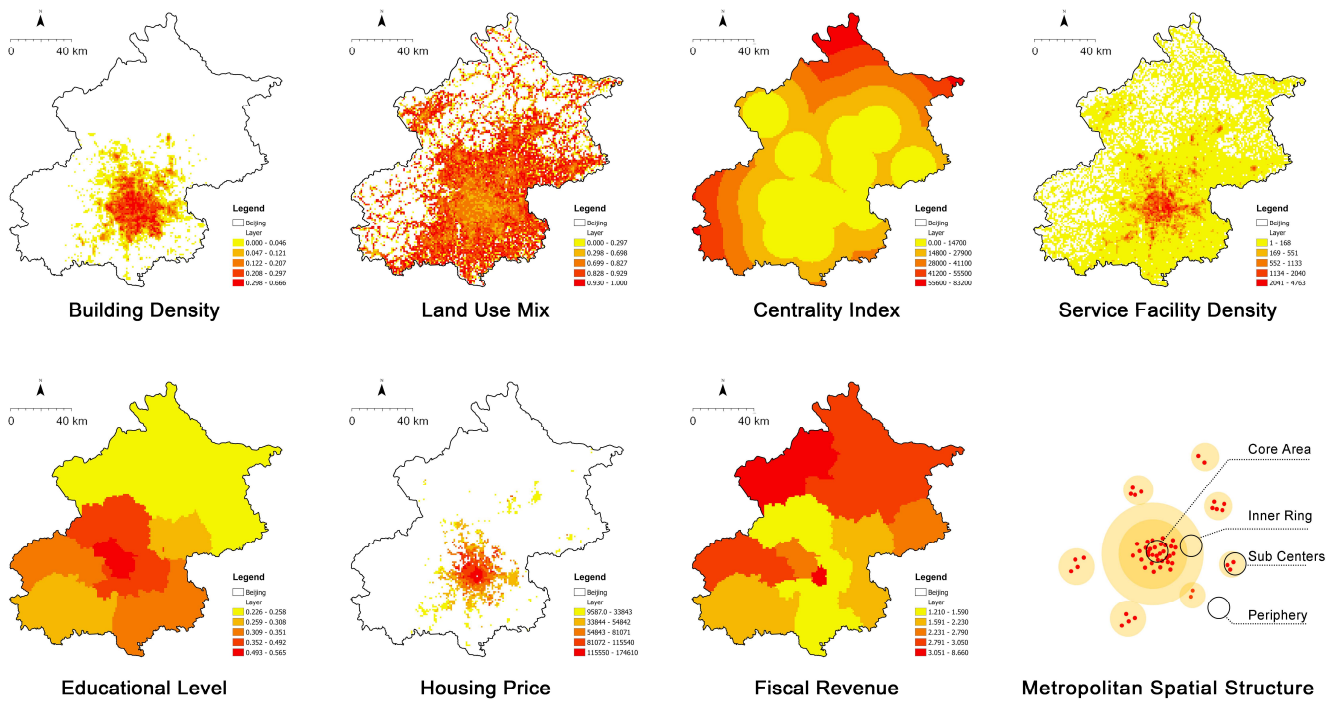 N
0 40 km
Legend
Beijing
Layer
0.000 - 0.046
0.047 - 0.121
0.122 - 0.207
0.208 - 0.297
0.298 - 0.666
Building Density
N
0 40 km
Legend
Beijing
Layer
0.000 - 0.297
0.298 - 0.698
0.699 - 0.827
0.828 - 0.929
0.930 - 1.000
Land Use Mix
N
0 40 km
Legend
Beijing
Layer
0.00 - 14700
14800 - 27900
28000 - 41100
41200 - 55500
55600 - 83200
Centrality Index
N
0 40 km
Legend
Beijing
Layer
1 - 168
169 - 551
552 - 1133
1134 - 2040
2041 - 4763
Service Facility Density
N
0 40 km
Legend
Beijing
Layer
0.226 - 0.258
0.259 - 0.308
0.309 - 0.351
0.352 - 0.492
0.493 - 0.565
Educational Level
N
0 40 km
Legend
Beijing
Layer
9587.0 - 33843
33844 - 54842
54843 - 81071
81072 - 115540
115550 - 174610
Housing Price
N
0 40 km
Legend
Beijing
Layer
1.210 - 1.590
1.591 - 2.230
2.231 - 2.790
2.791 - 3.050
3.051 - 8.660
Fiscal Revenue
Core Area
Inner Ring
Sub Centers
Periphery
Metropolitan Spatial Structure